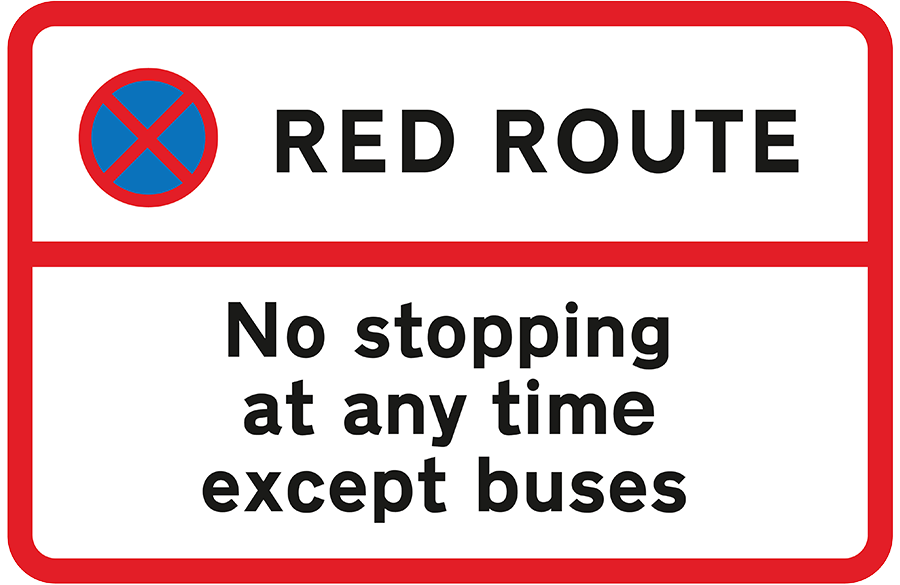 RED ROUTE
No stopping
at any time
except buses